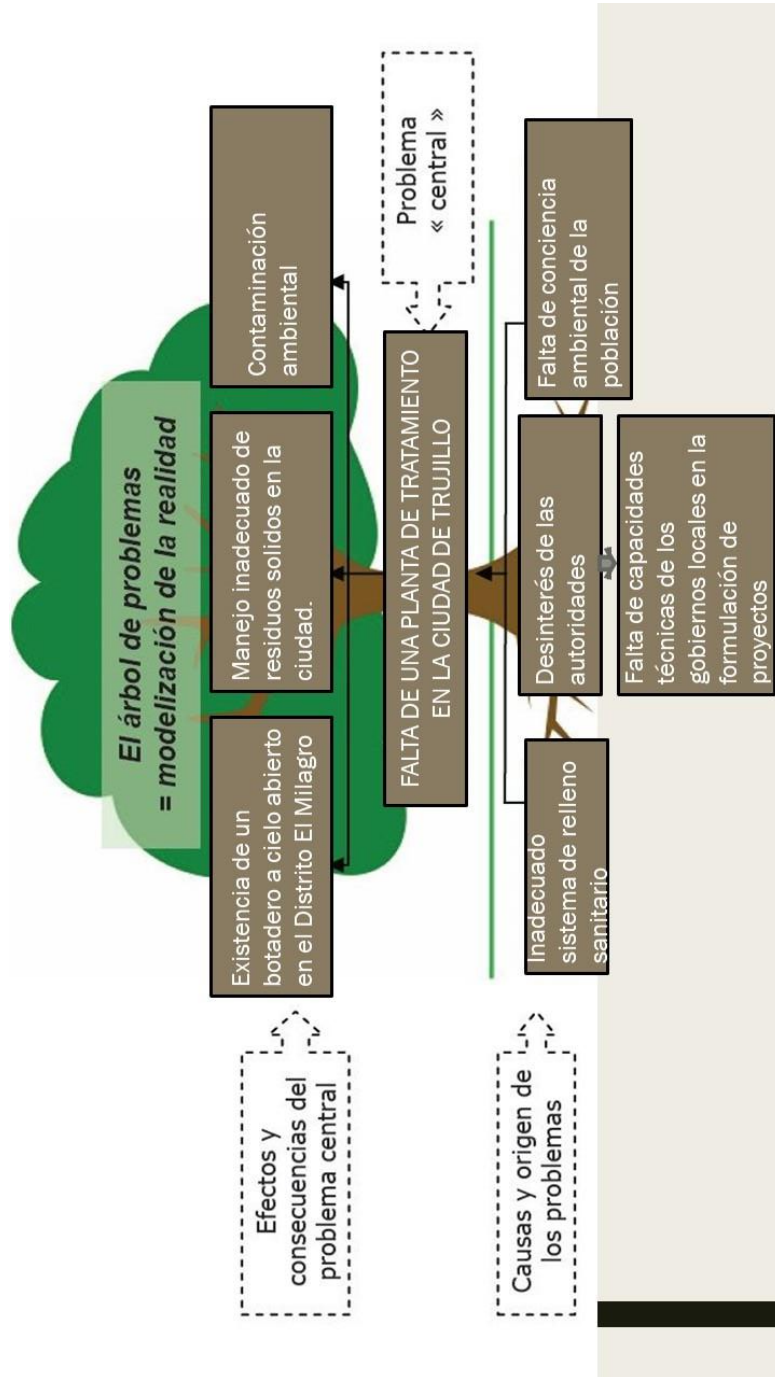 El árbol de problemas
= modelización de la realidad
Efectos y
consecuencias del
problema central
Existencia de un
botadero a cielo abierto
en el Distrito El Milagro
Manejo inadecuado de
residuos solidos en la
ciudad.
Contaminación
ambiental
FALTA DE UNA PLANTA DE TRATAMIENTO
EN LA CIUDAD DE TRUJILLO
Problema
« central »
Causas y origen de
los problemas
Inadecuado
sistema de relleno
sanitario
Desinterés de las
autoridades
Falta de conciencia
ambiental de la
población
Falta de capacidades
técnicas de los
gobiernos locales en la
formulación de
proyectos